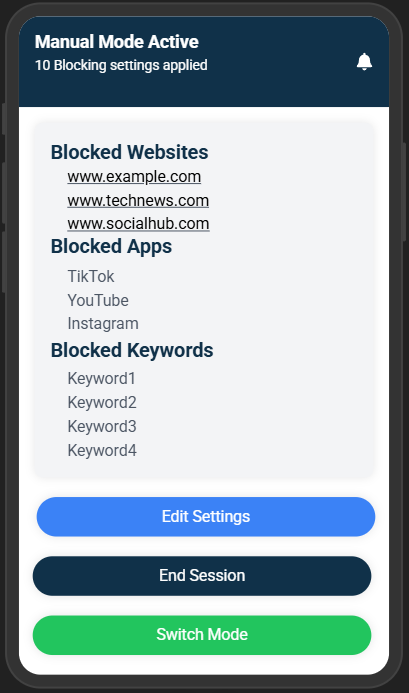 Manual Mode Active
10 Blocking settings applied
Blocked Websites
www.example.com
www.technews.com
www.socialhub.com
Blocked Apps
TikTok
YouTube
Instagram
Blocked Keywords
Keyword1
Keyword2
Keyword3
Keyword4
Edit Settings
End Session
Switch Mode